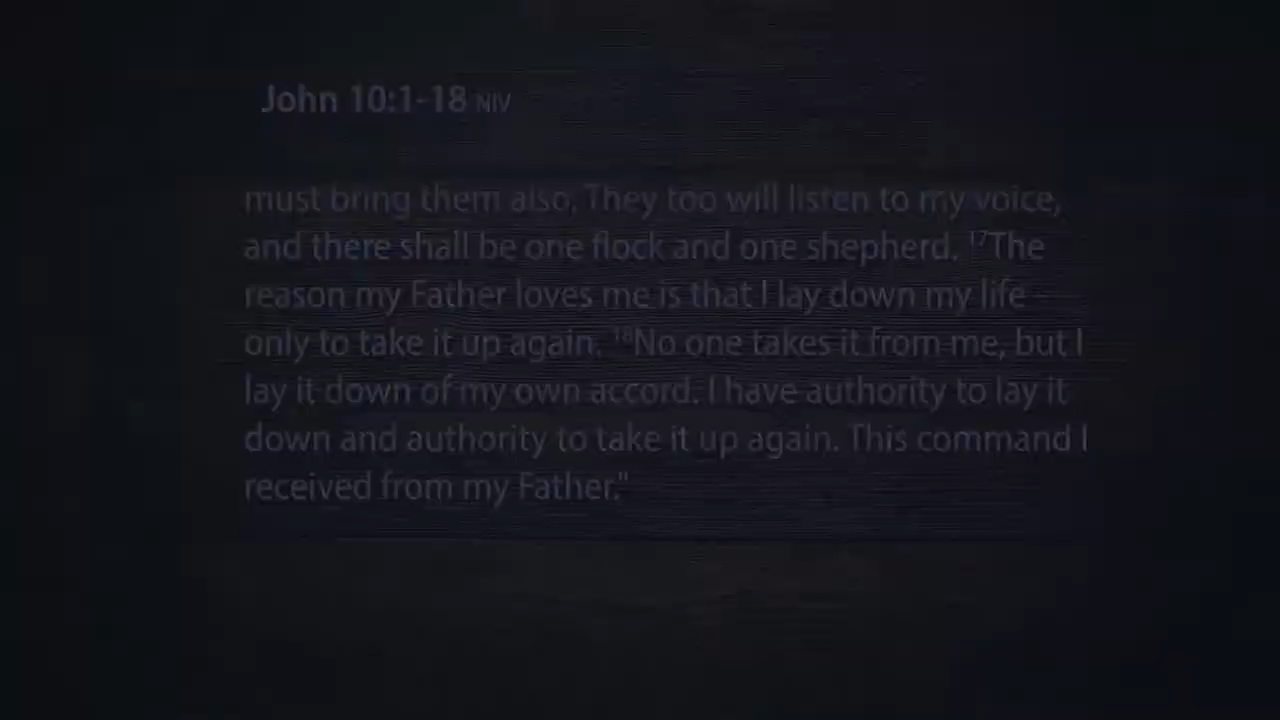 John 10:1-18 NIV
must bring them also. They too will listen to my voice,
and there shall be one flock and one shepherd. ¹⁷The
reason my Father loves me is that I lay down my life –
only to take it up again. ¹⁸No one takes it from me, but I
lay it down of my own accord. I have authority to lay it
down and authority to take it up again. This command I
received from my Father."